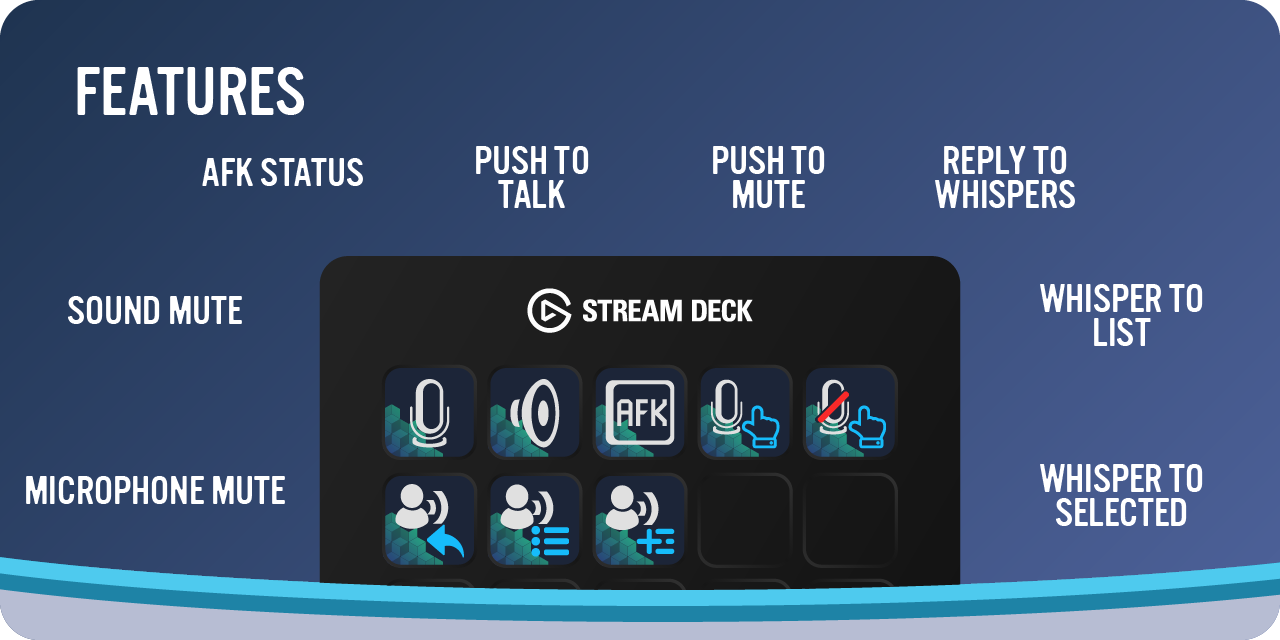 FEATURES
AFK STATUS
PUSH TO
TALK
PUSH TO
MUTE
REPLY TO
WHISPERS
SOUND MUTE
STREAM DECK
WHISPER TO
LIST
AFK
MICROPHONE MUTE
WHISPER TO
SELECTED